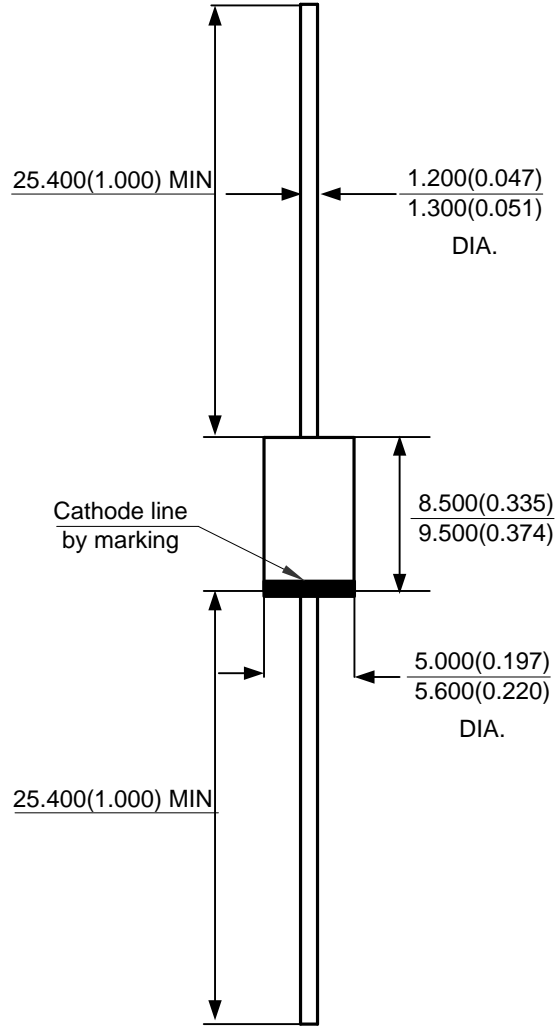 25.400(1.000) MIN
1.200(0.047)
1.300(0.051)
DIA.
Cathode line
by marking
8.500(0.335)
9.500(0.374)
5.000(0.197)
5.600(0.220)
DIA.
25.400(1.000) MIN